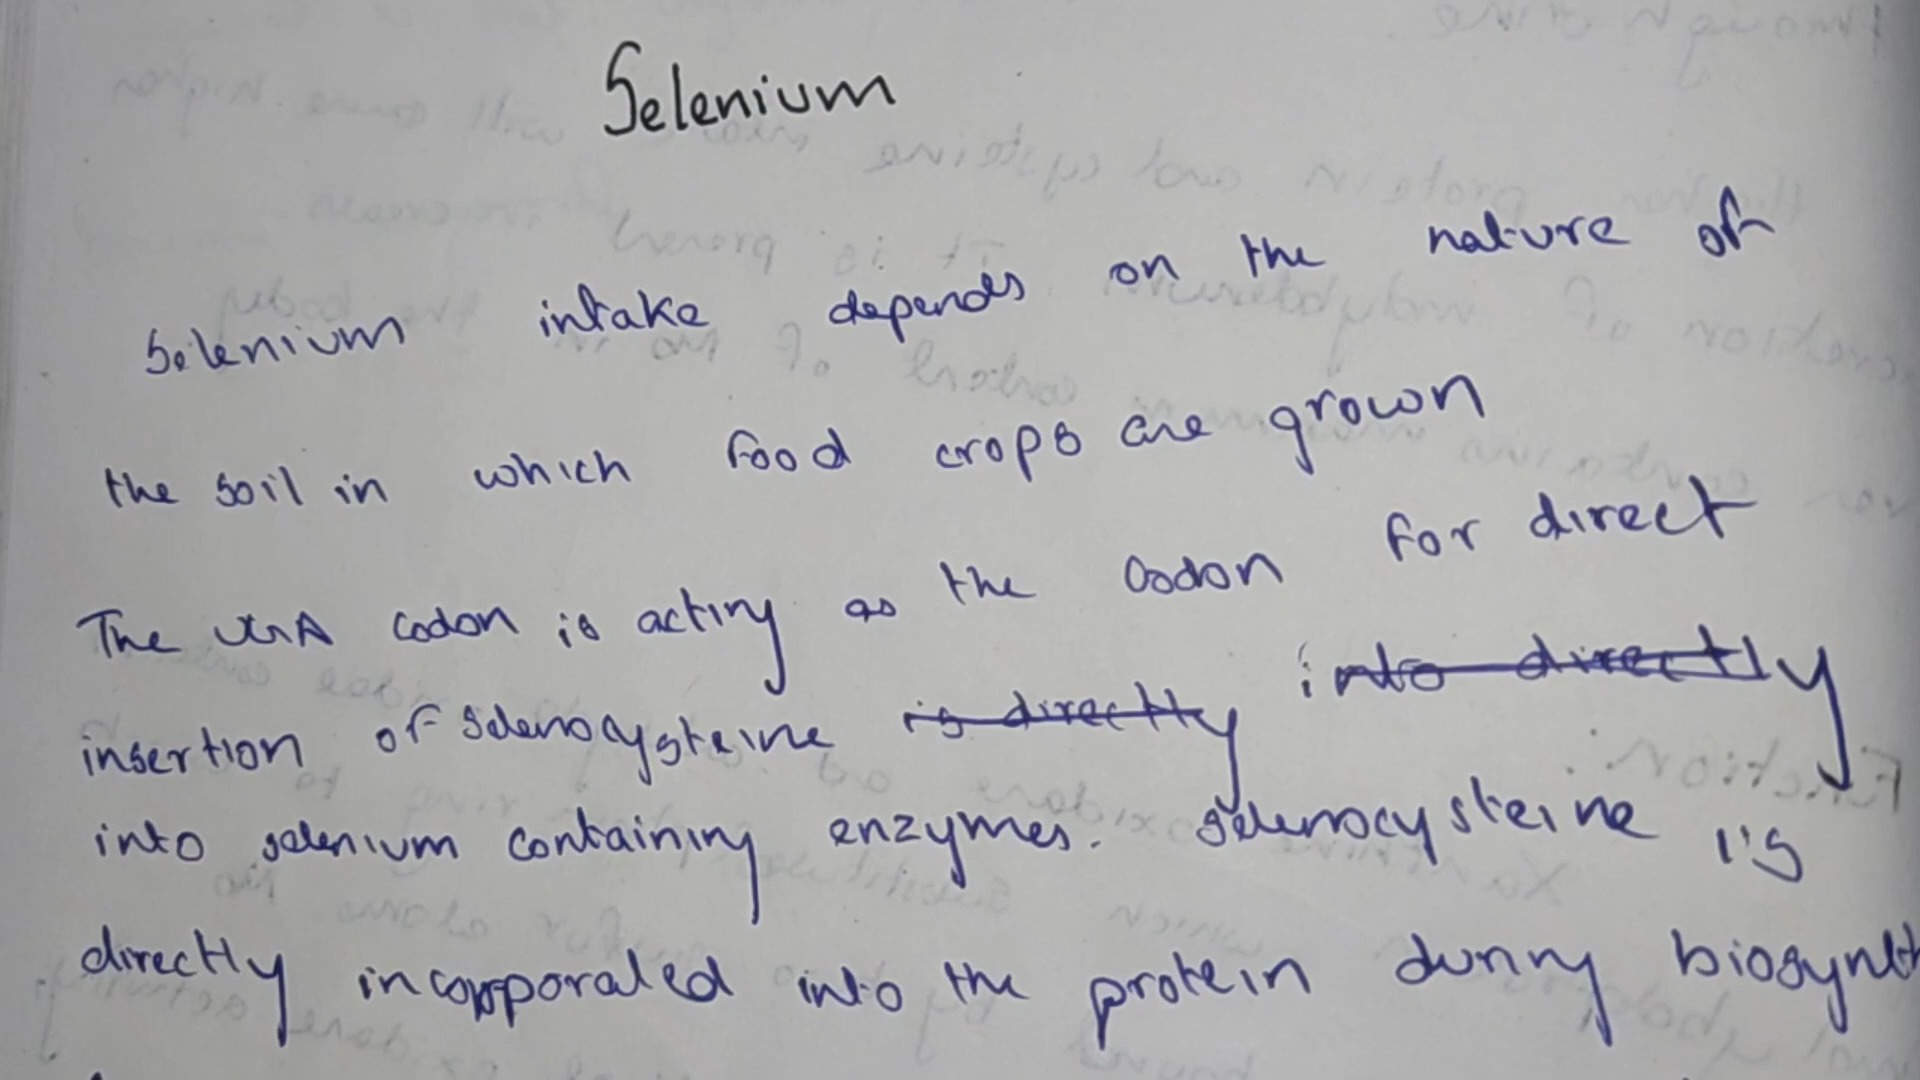 Selenium
Selenium intake depends on the nature of
the soil in which food crops are grown
The UGA codon is acting as the codon for direct
insertion of selenocysteine is directly into directly
into selenium containing enzymes. selenocysteine is
directly incorporated into the protein during biosynth